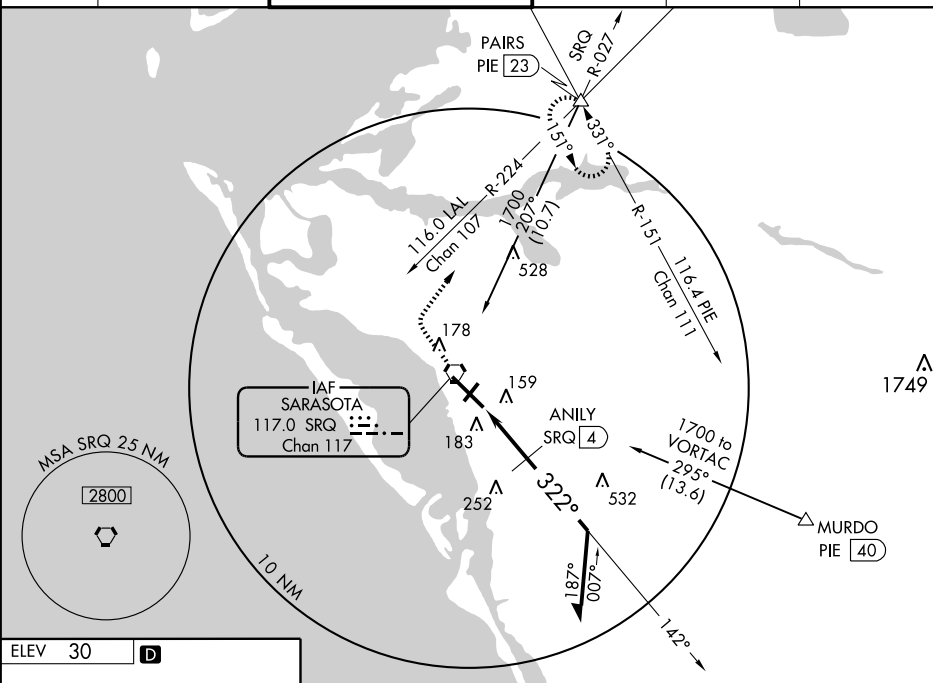 PAIRS
PIE 23
SRQ
R-027
151°
331°
R-224
116.0 LAL
Chan 107
1700
207°
(10.7)
R-151
116.4 PIE
Chan 111
528
178
1749
IAF
SARASOTA
117.0 SRQ
Chan 117
159
183
ANILY
SRQ 4
1700 to
VORTAC
295°
(13.6)
MSA SRQ 25 NM
2800
252
322°
532
MURDO
PIE 40
10 NM
187°
007°
142°
ELEV 30 D